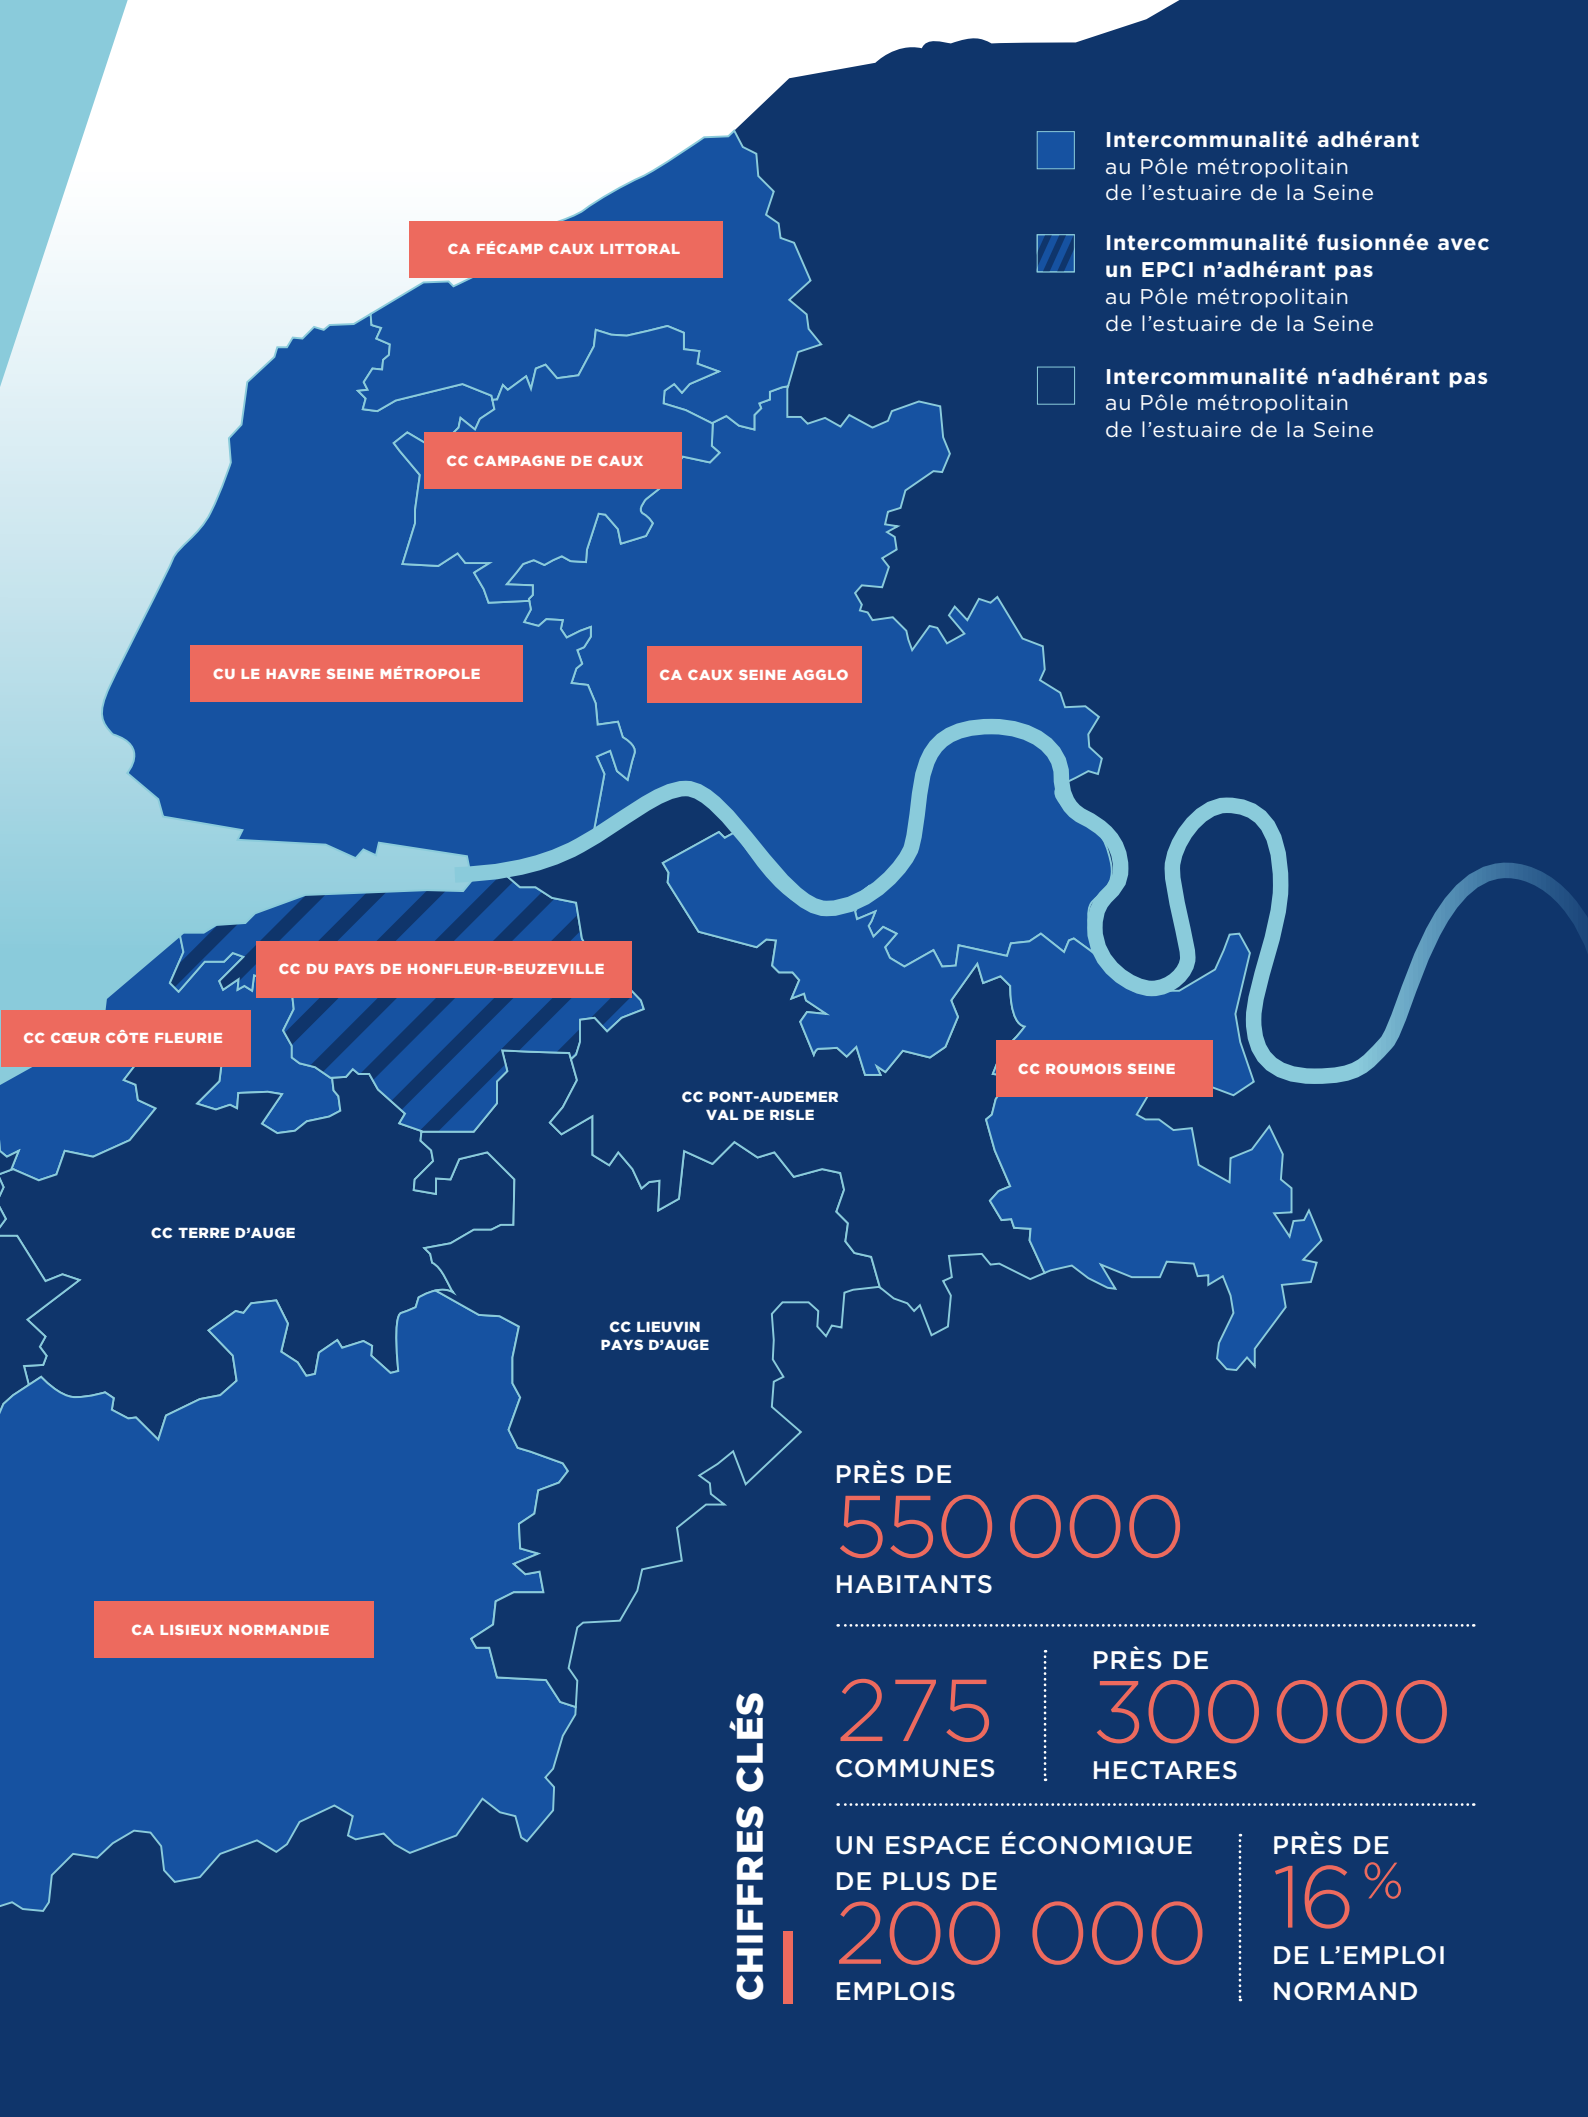 Intercommunalité adhérant
au Pôle métropolitain
de l’estuaire de la Seine
Intercommunalité fusionnée avec
un EPCI n’adhérant pas
au Pôle métropolitain
de l’estuaire de la Seine
Intercommunalité n‘adhérant pas
au Pôle métropolitain
de l’estuaire de la Seine
CA FÉCAMP CAUX LITTORAL
CC CAMPAGNE DE CAUX
CU LE HAVRE SEINE MÉTROPOLE
CA CAUX SEINE AGGLO
CC DU PAYS DE HONFLEUR-BEUZEVILLE
CC CŒUR CÔTE FLEURIE
CC ROUMOIS SEINE
CC PONT-AUDEMER
VAL DE RISLE
CC TERRE D’AUGE
CC LIEUVIN
PAYS D’AUGE
CA LISIEUX NORMANDIE
CHIFFRES CLÉS
PRÈS DE
550 000
HABITANTS
275
COMMUNES
PRÈS DE
300 000
HECTARES
UN ESPACE ÉCONOMIQUE
DE PLUS DE
200 000
EMPLOIS
PRÈS DE
16 %
DE L’EMPLOI
NORMAND